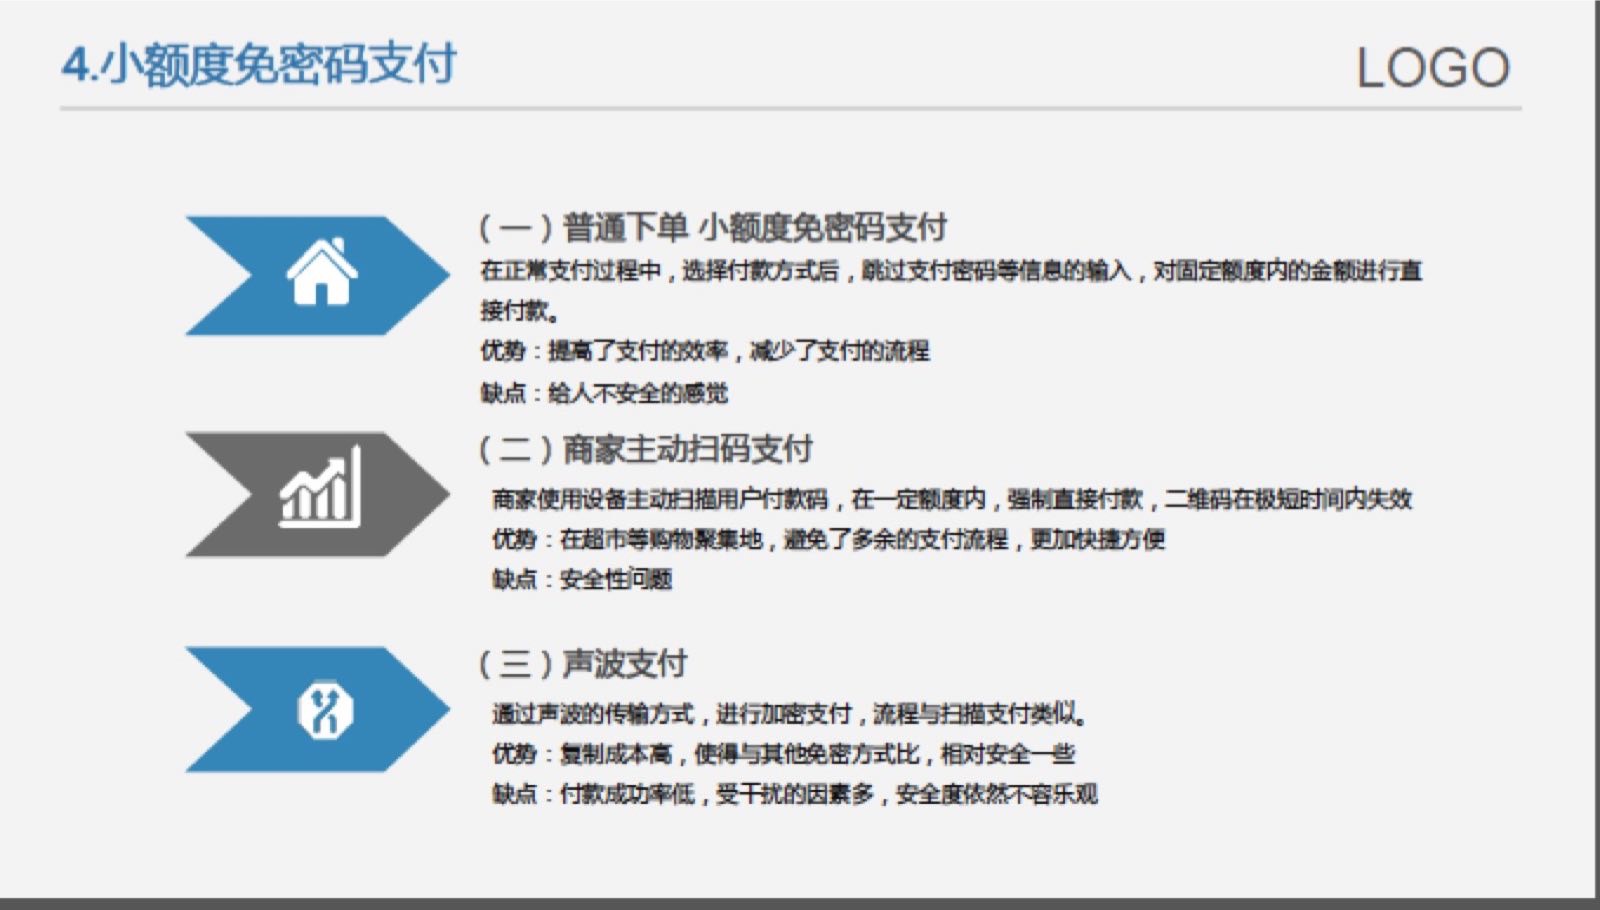 4.小额度免密码支付
LOGO
（一）普通下单 小额度免密码支付
在正常支付过程中，选择付款方式后，跳过支付密码等信息的输入，对固定额度内的金额进行直
接付款。
优势：提高了支付的效率，减少了支付的流程
缺点：给人不安全的感觉
（二）商家主动扫码支付
商家使用设备主动扫描用户付款码，在一定额度内，强制直接付款，二维码在极短时间内失效
优势：在超市等购物聚集地，避免了多余的支付流程，更加快捷方便
缺点：安全性问题
（三）声波支付
通过声波的传输方式，进行加密支付，流程与扫描支付类似。
优势：复制成本高，使得与其他免密方式比，相对安全一些
缺点：付款成功率低，受干扰的因素多，安全度依然不容乐观